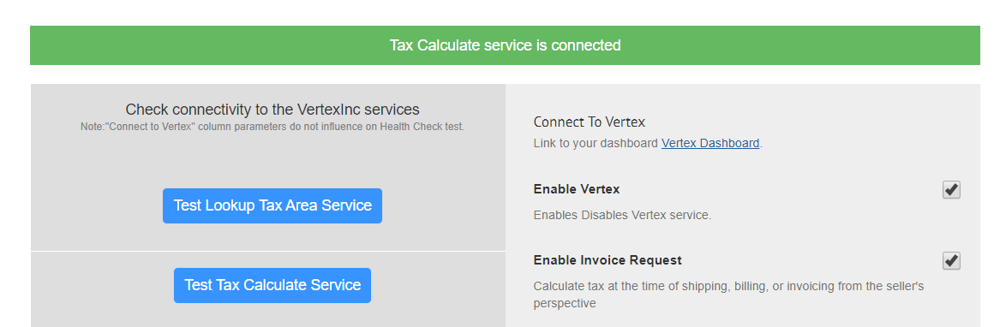 Tax Calculate service is connected
Check connectivity to the VertexInc services
Note:"Connect to Vertex" column parameters do not influence on Health Check test.
Test Lookup Tax Area Service
Test Tax Calculate Service
Connect To Vertex
Link to your dashboard Vertex Dashboard.
Enable Vertex
Enables Disables Vertex service.
Enable Invoice Request
Calculate tax at the time of shipping, billing, or invoicing from the seller's
perspective